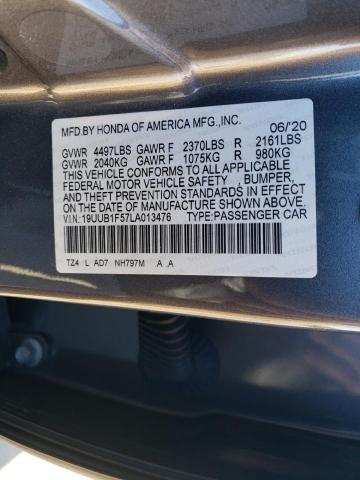 MFD.BY HONDA OF AMERICA MFG.,INC. 06/'20
GVWR 4497LBS GAWR F 2370LBS R 2161LBS
GVWR 2040KG GAWR F 1075KG R 980KG
THIS VEHICLE CONFORMS TO ALL APPLICABLE
FEDERAL MOTOR VEHICLE SAFETY , BUMPER,
AND THEFT PREVENTION STANDARDS IN EFFECT
ON THE DATE OF MANUFACTURE SHOWN ABOVE.
V.I.N: 19UUB1F57LA013476 TYPE:PASSENGER CAR
TZ4 L AD7 NH797M .A .A